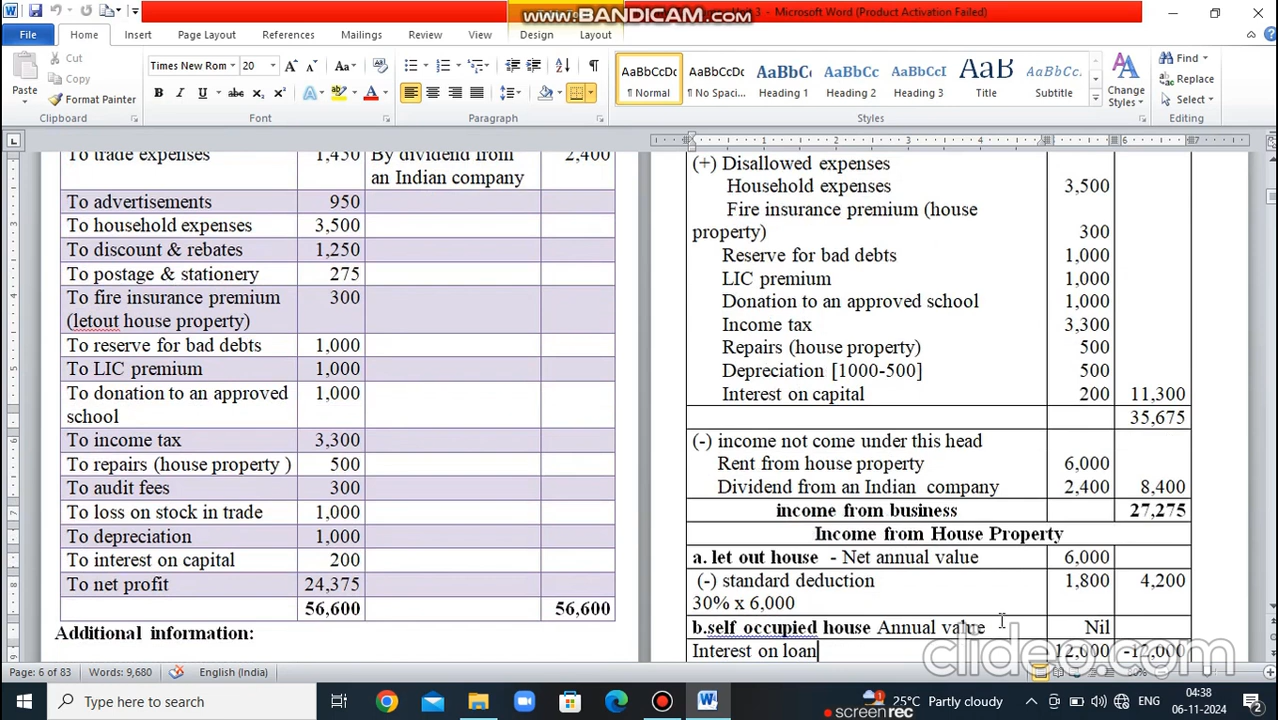 www.BANDICAM.com
Microsoft Word (Product Activation Failed)
File Home Insert Page Layout References Mailings Review View Design Layout
Cut
Copy
Format Painter
Paste
Clipboard
Times New Rom 20
Font
Paragraph
AaBbCcDc AaBbCcDc AaBbC AaBbCc AaBbCcI AaB AaBbCcL
¶ Normal ¶ No Spaci... Heading 1 Heading 2 Heading 3 Title Subtitle
Change Styles
Styles
Find
Replace
Select
Editing
To trade expenses 1,450 By dividend from 2,400
an Indian company
To advertisements 950
To household expenses 3,500
To discount & rebates 1,250
To postage & stationery 275
To fire insurance premium 300
(letout house property)
To reserve for bad debts 1,000
To LIC premium 1,000
To donation to an approved 1,000
school
To income tax 3,300
To repairs (house property ) 500
To audit fees 300
To loss on stock in trade 1,000
To depreciation 1,000
To interest on capital 200
To net profit 24,375
56,600 56,600
Additional information:
(+) Disallowed expenses
Household expenses 3,500
Fire insurance premium (house
property) 300
Reserve for bad debts 1,000
LIC premium 1,000
Donation to an approved school 1,000
Income tax 3,300
Repairs (house property) 500
Depreciation [1000-500] 500
Interest on capital 200 11,300
35,675
(-) income not come under this head
Rent from house property 6,000
Dividend from an Indian company 2,400 8,400
income from business 27,275
Income from House Property
a. let out house - Net annual value 6,000
(-) standard deduction 1,800 4,200
30% x 6,000
b.self occupied house Annual value Nil
Interest on loan 12,000 -12,000
clideo.com
Page: 6 of 83 Words: 9,680 English (India)
Type here to search
25°C Partly cloudy
ENG
04:38
06-11-2024
screen rec